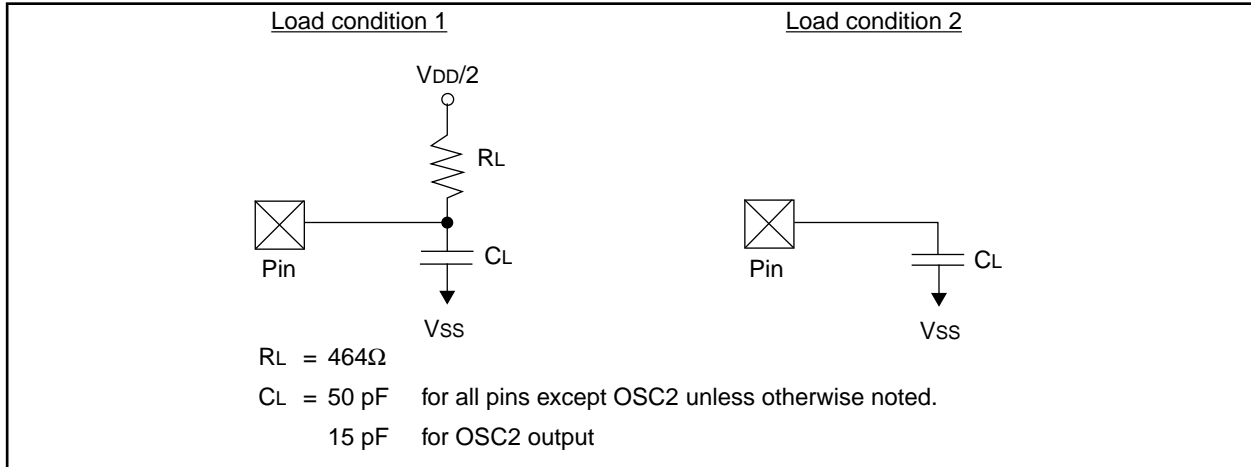 Load condition 1
Load condition 2
VDD/2
RL
CL
Pin
VSS
CL
Pin
VSS
RL = 464Ω
CL = 50 pF for all pins except OSC2 unless otherwise noted.
15 pF for OSC2 output